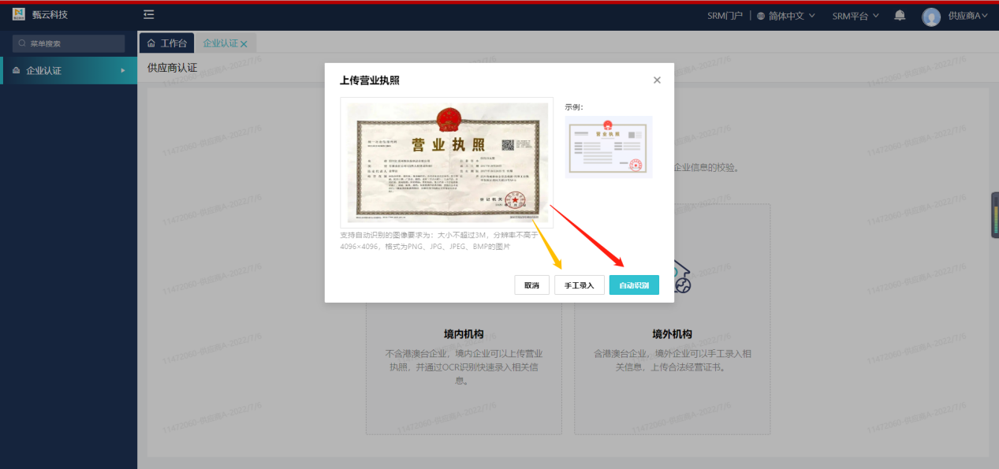 甄云科技
SRM门户
简体中文
SRM平台
供应商A
菜单搜索
工作台
企业认证
企业认证
供应商认证
11472060-供应商A-2022/7/6
上传营业执照
营业执照
登记机关
示例：
营业执照
企业信息的校验。
支持自动识别的图像要求为：大小不超过3M，分辨率不高于
4096×4096，格式为PNG、JPG、JPEG、BMP的图片
取消
手工录入
自动识别
境内机构
不含港澳台企业，境内企业可以上传营业
执照，并通过OCR识别快速录入相关信
息。
境外机构
含港澳台企业，境外企业可以手工录入相
关信息，上传合法经营证书。